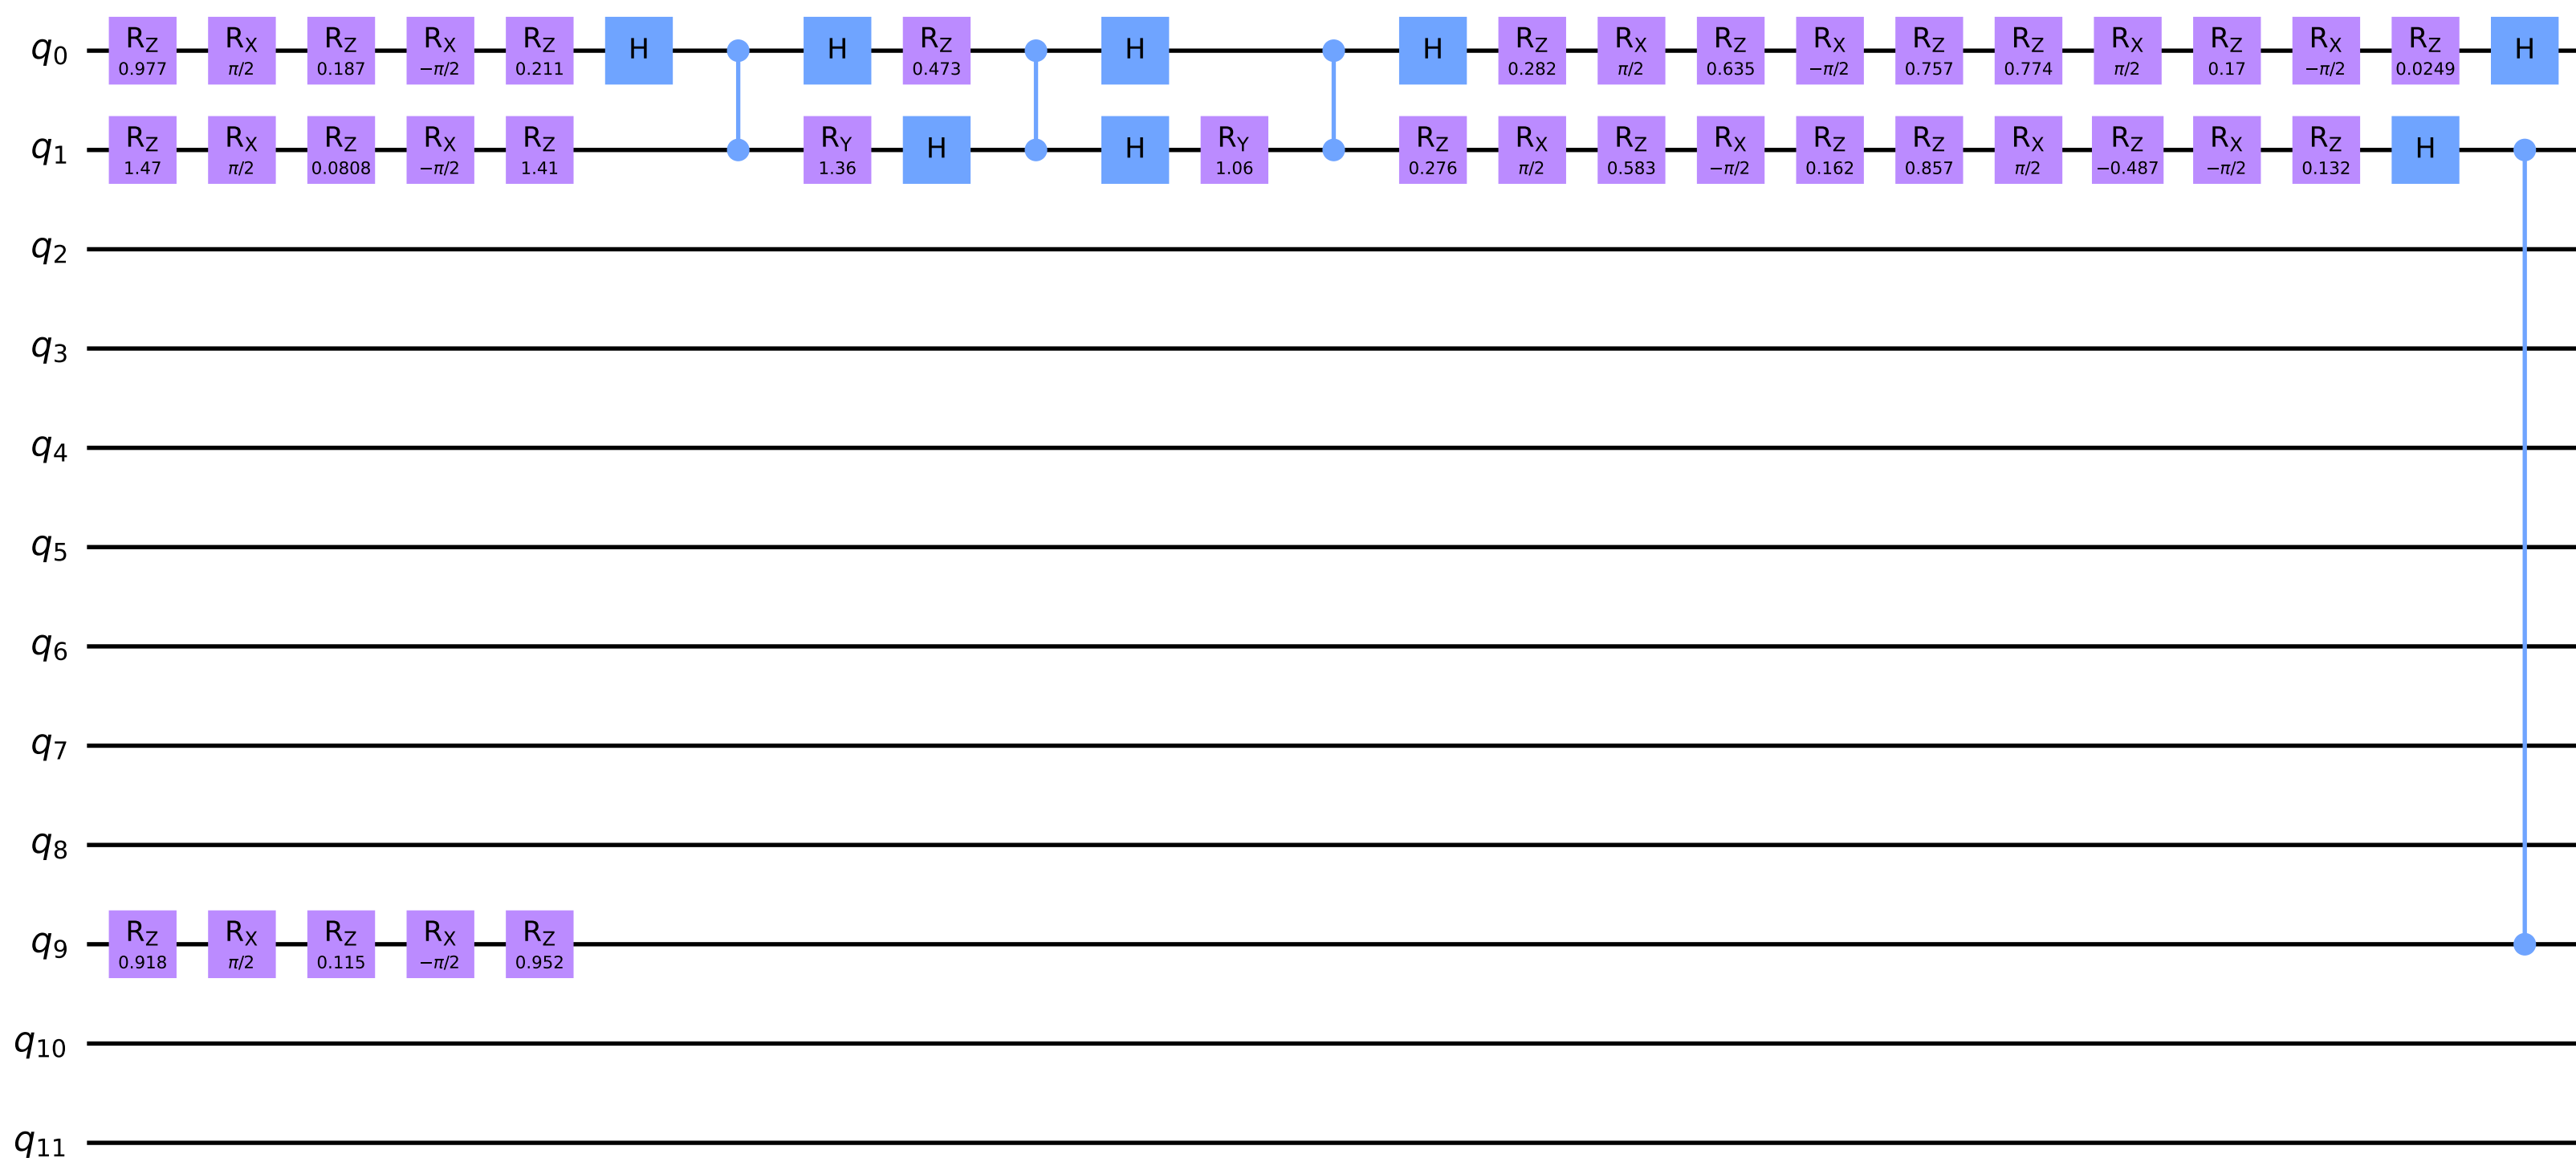 q0 RZ RX RZ RX RZ H H RZ H H RZ RX RZ RX RZ RZ RX RZ RX RZ H
0.977 π/2 0.187 −π/2 0.211 0.473 0.282 π/2 0.635 −π/2 0.757 0.774 π/2 0.17 −π/2 0.0249
q1 RZ RX RZ RX RZ RY H H RY RZ RX RZ RX RZ RZ RX RZ RX RZ H
1.47 π/2 0.0808 −π/2 1.41 1.36 1.06 0.276 π/2 0.583 −π/2 0.162 0.857 π/2 −0.487 −π/2 0.132
q2
q3
q4
q5
q6
q7
q8
q9 RZ RX RZ RX RZ
0.918 π/2 0.115 −π/2 0.952
q10
q11